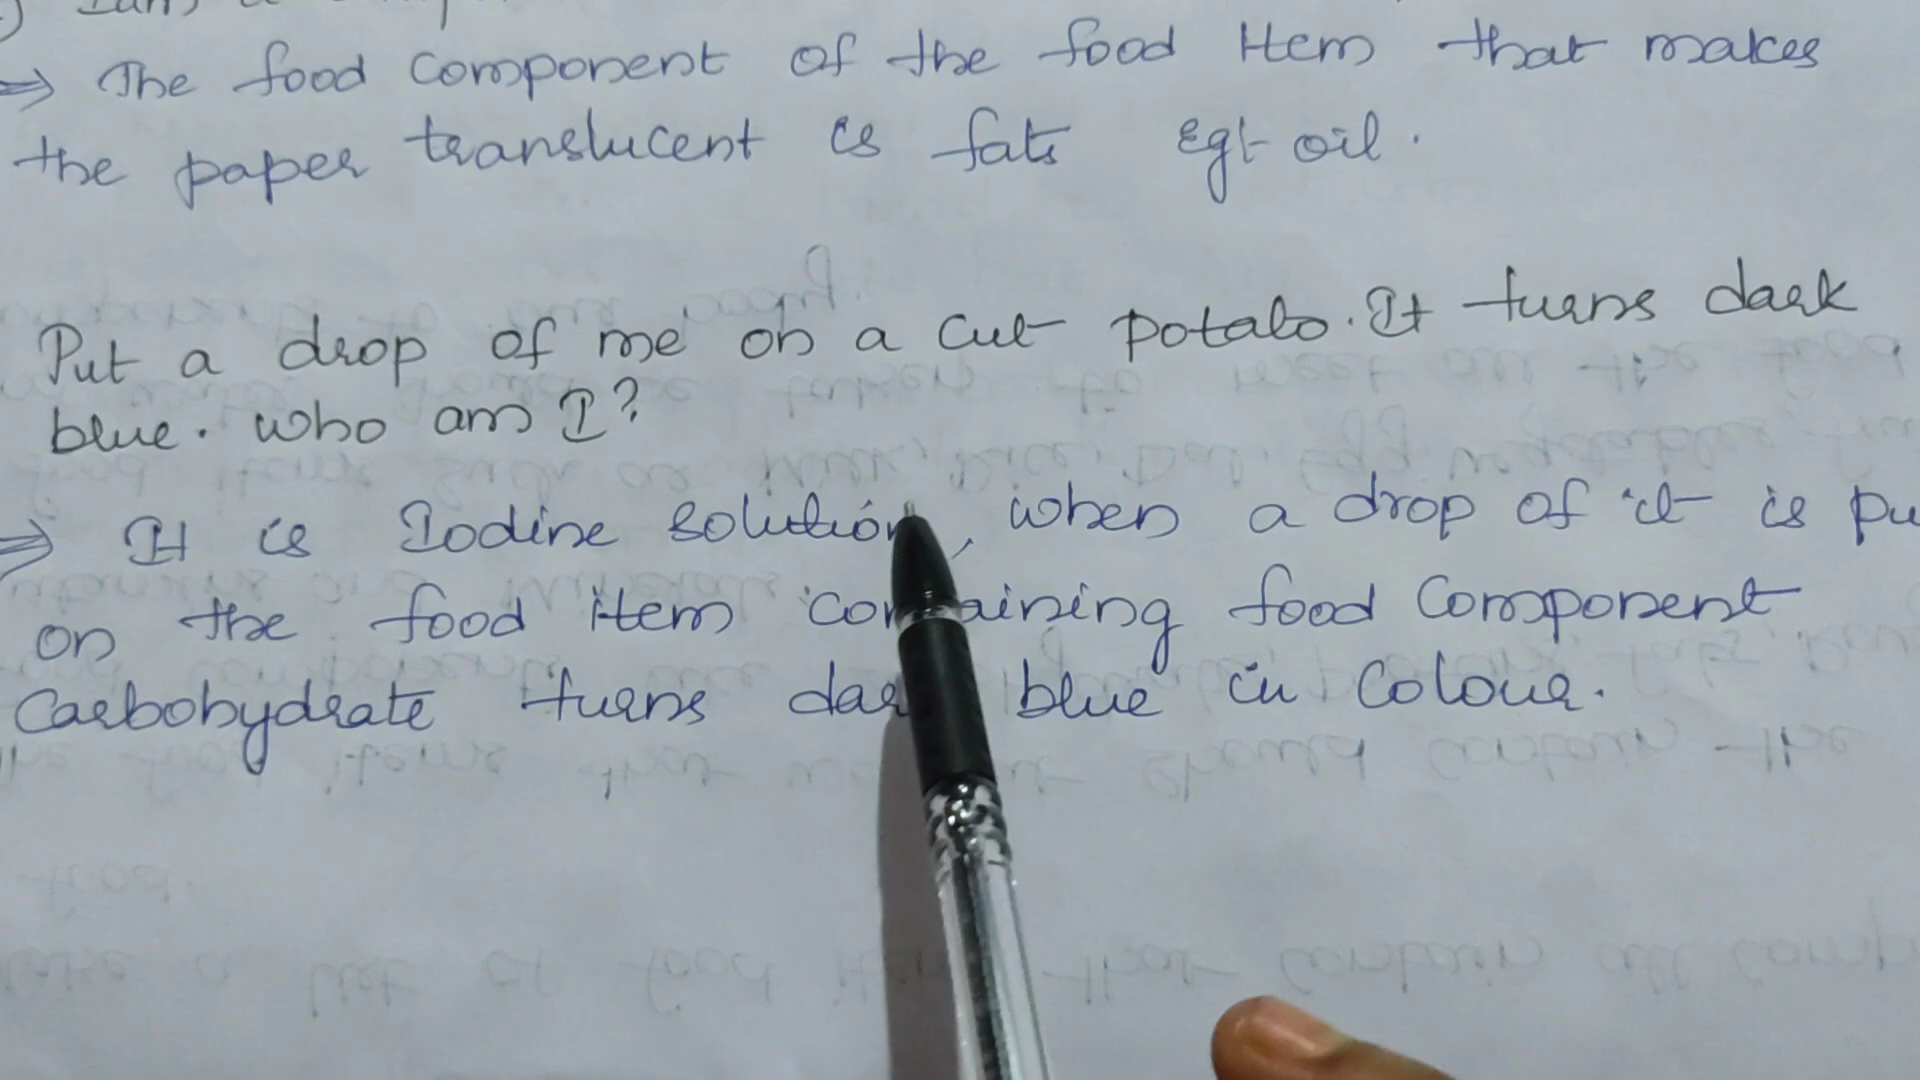 ⇒ The food component of the food Item that makes
the paper translucent is fats Eg:- oil.
Put a drop of me on a cut potato. It turns dark
blue. who am I?
⇒ It is Iodine solution, when a drop of it is pu
on the food item containing food component
carbohydrate turns dark blue in colour.